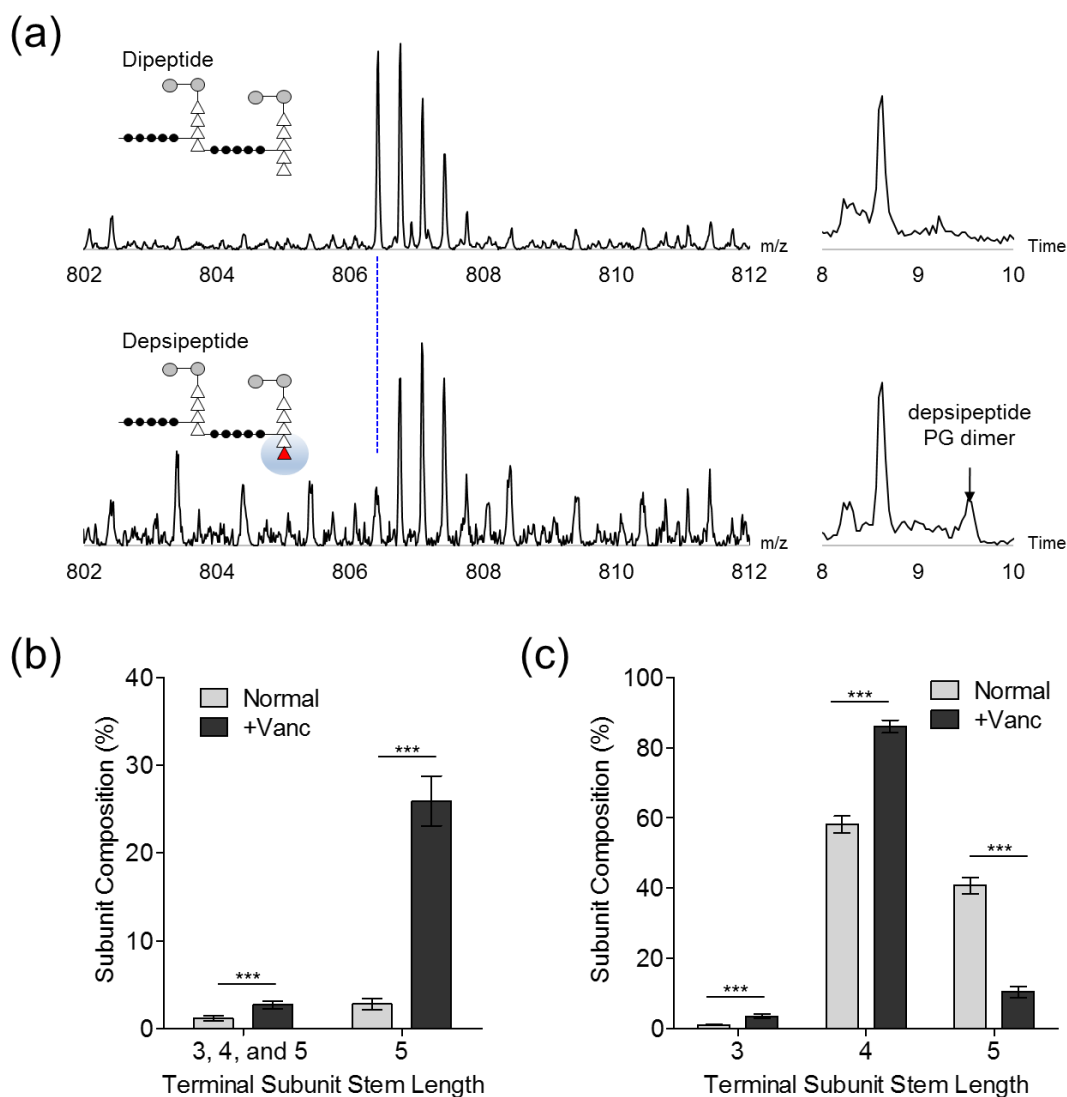 (a)
Dipeptide
m/z
Time
802 804 806 808 810 812
8 9 10
Depsipeptide
depsipeptide
PG dimer
m/z
Time
802 804 806 808 810 812
8 9 10
(b)
Subunit Composition (%)
40
30
20
10
0
Normal
+Vanc
***
***
3, 4, and 5
5
Terminal Subunit Stem Length
(c)
Subunit Composition (%)
100
80
60
40
20
0
Normal
+Vanc
***
***
***
3 4 5
Terminal Subunit Stem Length